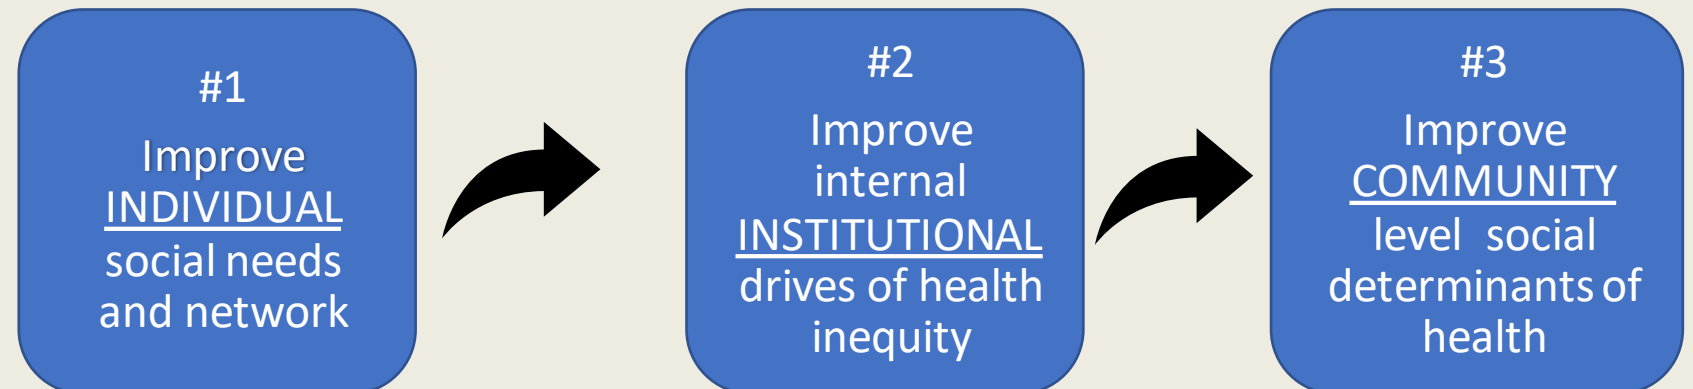 #1
Improve
INDIVIDUAL
social needs
and network
#2
Improve
internal
INSTITUTIONAL
drives of health
inequity
#3
Improve
COMMUNITY
level social
determinants of
health